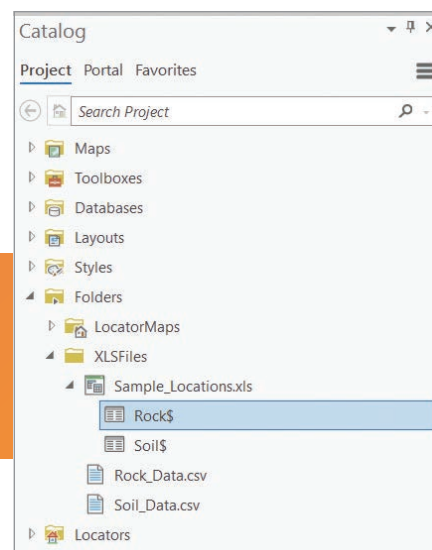 Catalog
Project Portal Favorites
Search Project
Maps
Toolboxes
Databases
Layouts
Styles
Folders
LocatorMaps
XLSFiles
Sample_Locations.xls
Rock$
Soil$
Rock_Data.csv
Soil_Data.csv
Locators